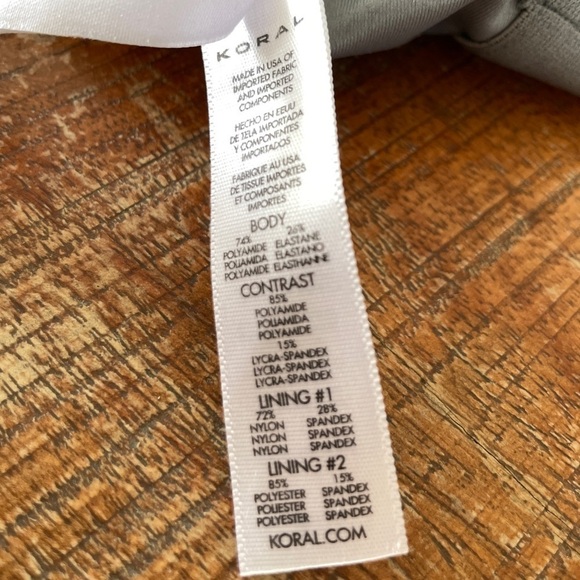 KORAL
MADE IN USA OF
IMPORTED FABRIC
AND IMPORTED
COMPONENTS
HECHO EN EEUU
DE TELA IMPORTADA
Y COMPONENTES
IMPORTADOS
FABRIQUE AU USA
DE TISSUE IMPORTES
ET COMPOSANTS
IMPORTES
BODY
74% 26%
POLYAMIDE ELASTANE
POLIAMIDA ELASTANO
POLYAMIDE ELASTHANNE
CONTRAST
85%
POLYAMIDE
POLIAMIDA
POLYAMIDE
15%
LYCRA-SPANDEX
LYCRA-SPANDEX
LYCRA-SPANDEX
LINING #1
72% 28%
NYLON SPANDEX
NYLON SPANDEX
NYLON SPANDEX
LINING #2
85% 15%
POLYESTER SPANDEX
POLIESTER SPANDEX
POLYESTER SPANDEX
KORAL.COM